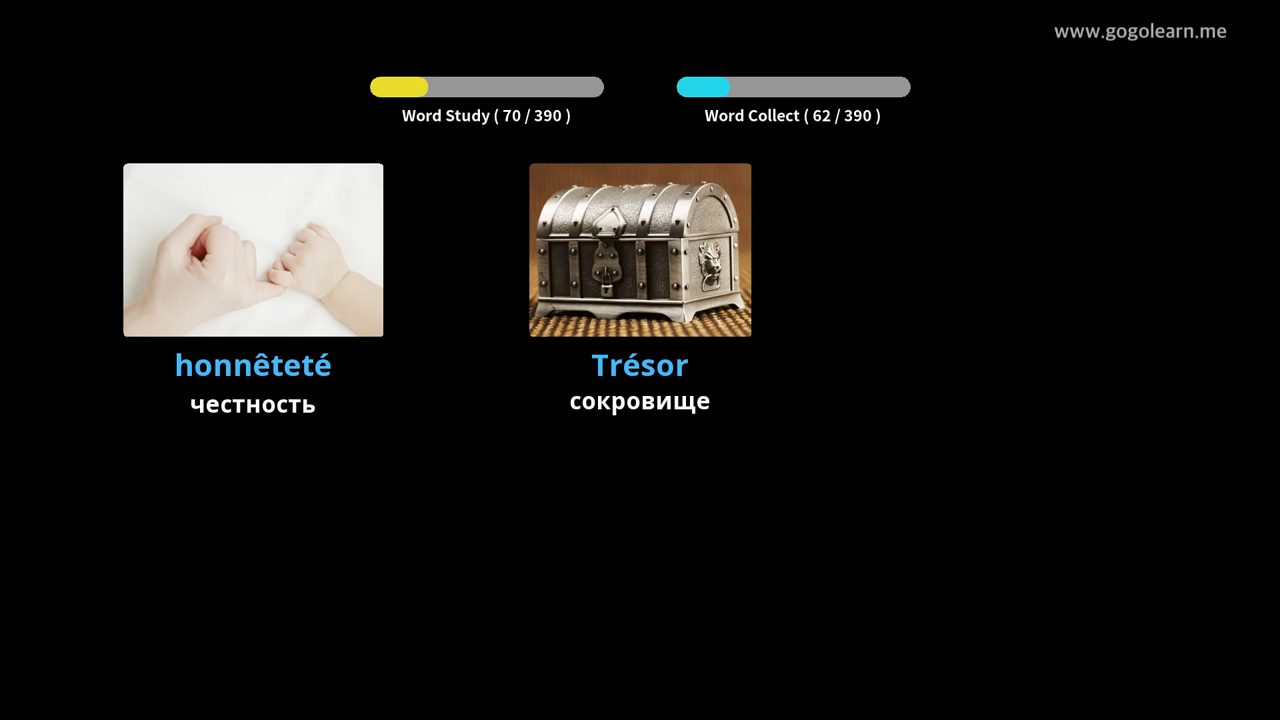 www.gogolearn.me
Word Study ( 70 / 390 )
Word Collect ( 62 / 390 )
honnêteté
честность
Trésor
сокровище